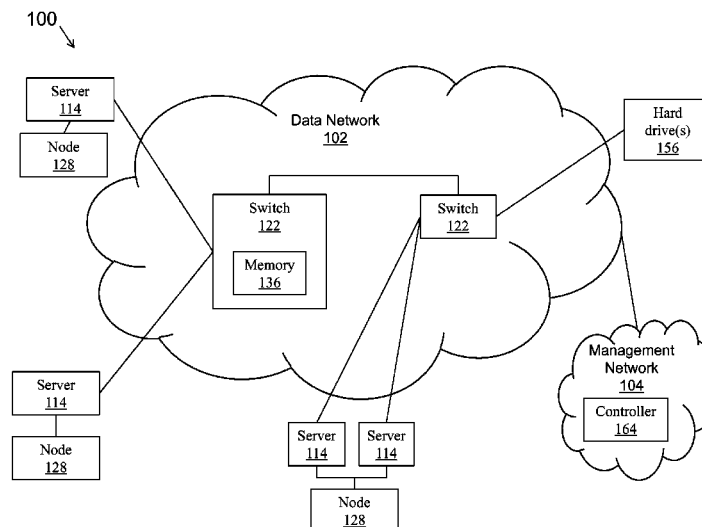 100
Server
114
Node
128
Data Network
102
Hard
drive(s)
156
Switch
122
Memory
136
Switch
122
Management
Network
104
Controller
164
Server
114
Node
128
Server
114
Server
114
Node
128